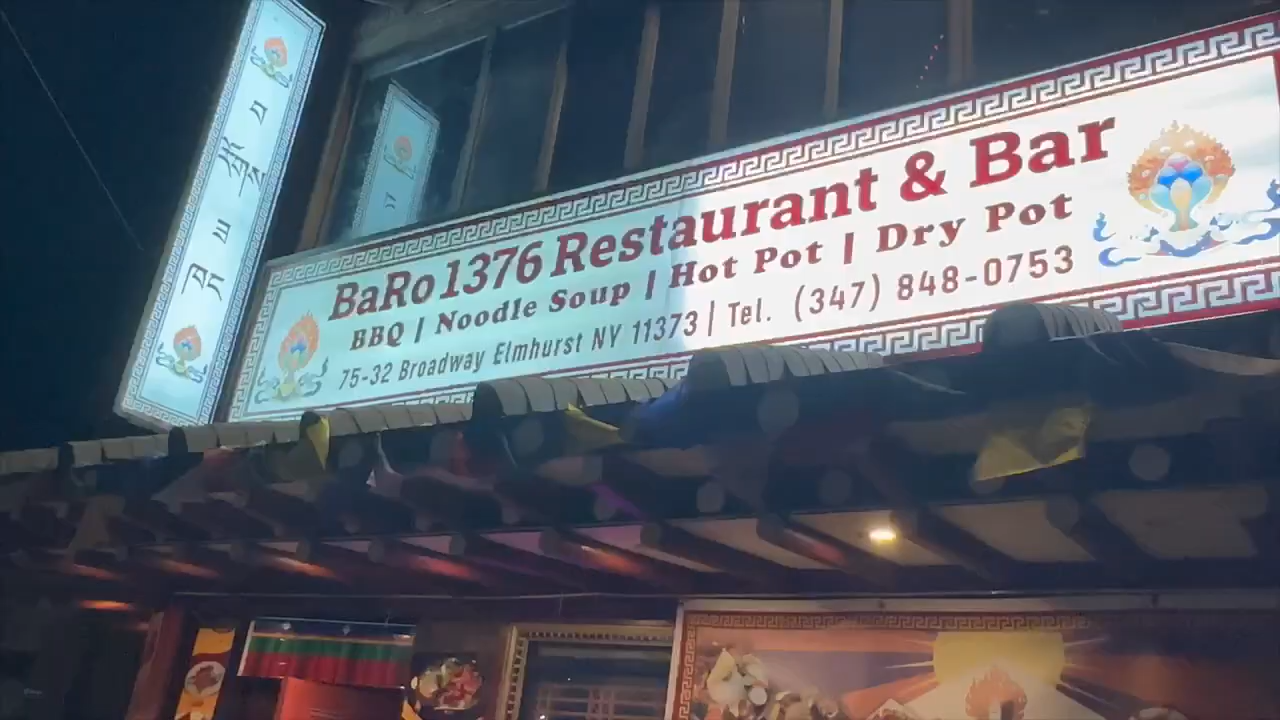 BaRo 1376 Restaurant & Bar
BBQ | Noodle Soup | Hot Pot | Dry Pot
75-32 Broadway Elmhurst NY 11373 | Tel. (347) 848-0753